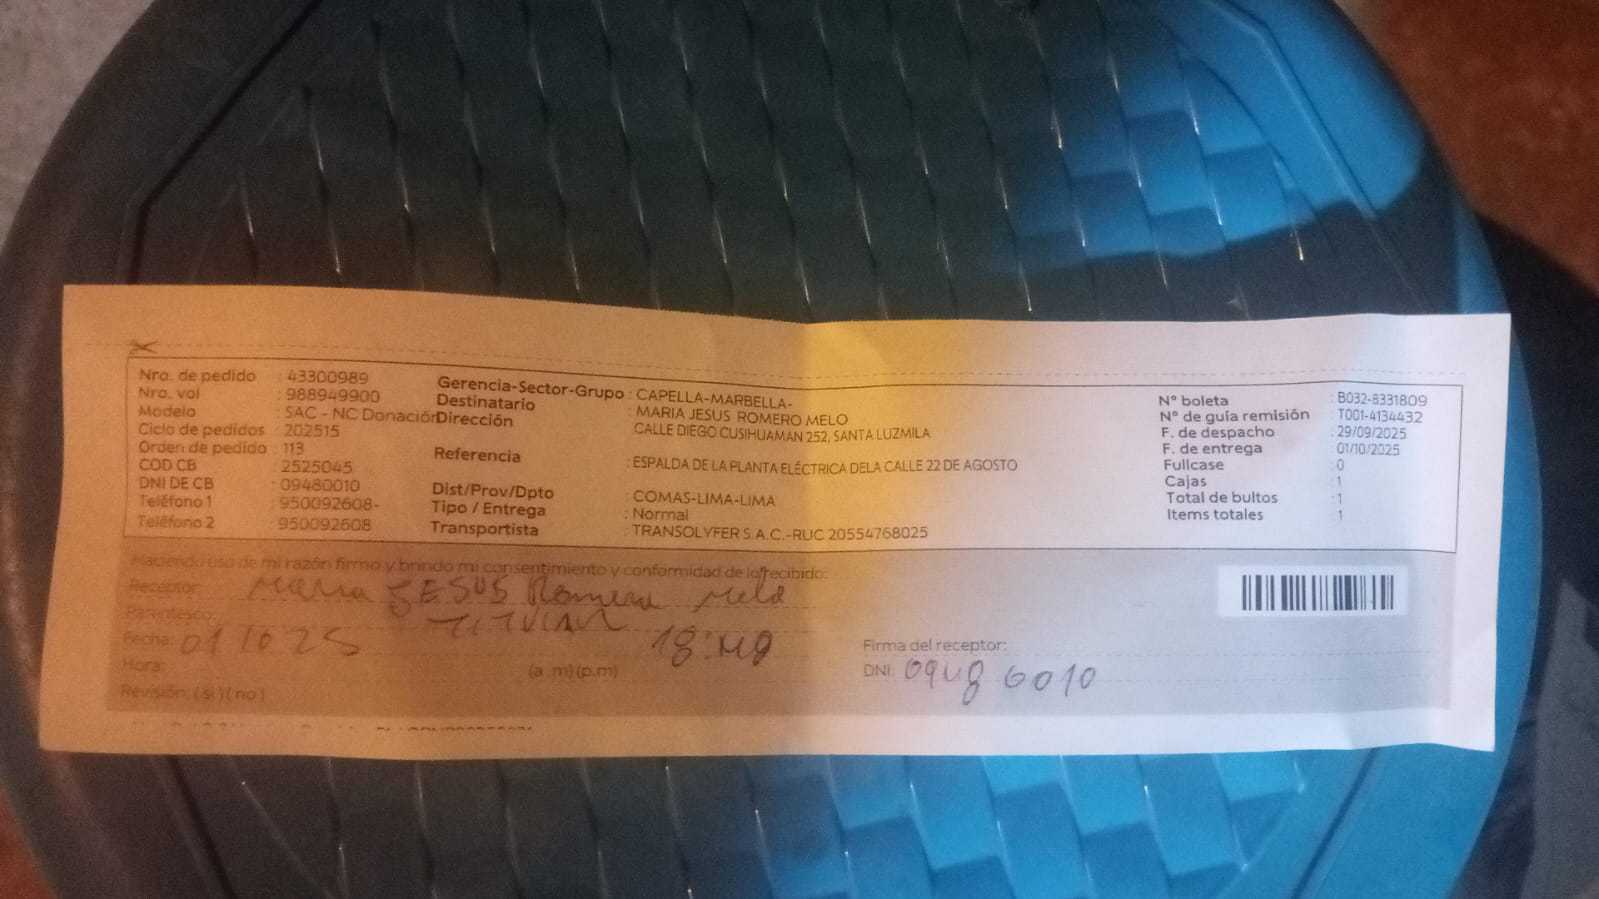 Nro. de pedido : 43300989
Nro. vol : 988949900
Modelo : SAC - NC Donación
Ciclo de pedidos : 202515
Orden de pedido : 113
COD CB : 2525045
DNI DE CB : 09480010
Teléfono 1 : 950092608-
Teléfono 2 : 950092608
Gerencia-Sector-Grupo : CAPELLA-MARBELLA-
Destinatario : MARIA JESUS ROMERO MELO
Dirección CALLE DIEGO CUSIHUAMAN 252, SANTA LUZMILA
Referencia : ESPALDA DE LA PLANTA ELÉCTRICA DELA CALLE 22 DE AGOSTO
Dist/Prov/Dpto : COMAS-LIMA-LIMA
Tipo / Entrega : Normal
Transportista : TRANSOLYFER S.A.C.-RUC 20554768025
N° boleta : B032-8331809
N° de guía remisión : T001-4134432
F. de despacho : 29/09/2025
F. de entrega : 01/10/2025
Fullcase : 0
Cajas : 1
Total de bultos : 1
Items totales : 1
Haciendo uso de mi razón firmo y brindo mi consentimiento y conformidad de lo recibido:
Receptor: Maria JESUS Romero Melo
Parentesco: TITULAR
Fecha: 01 10 25 18:40
Hora: (a.m)(p.m)
Revisión: ( si ) ( no )
Firma del receptor:
DNI: 09480010